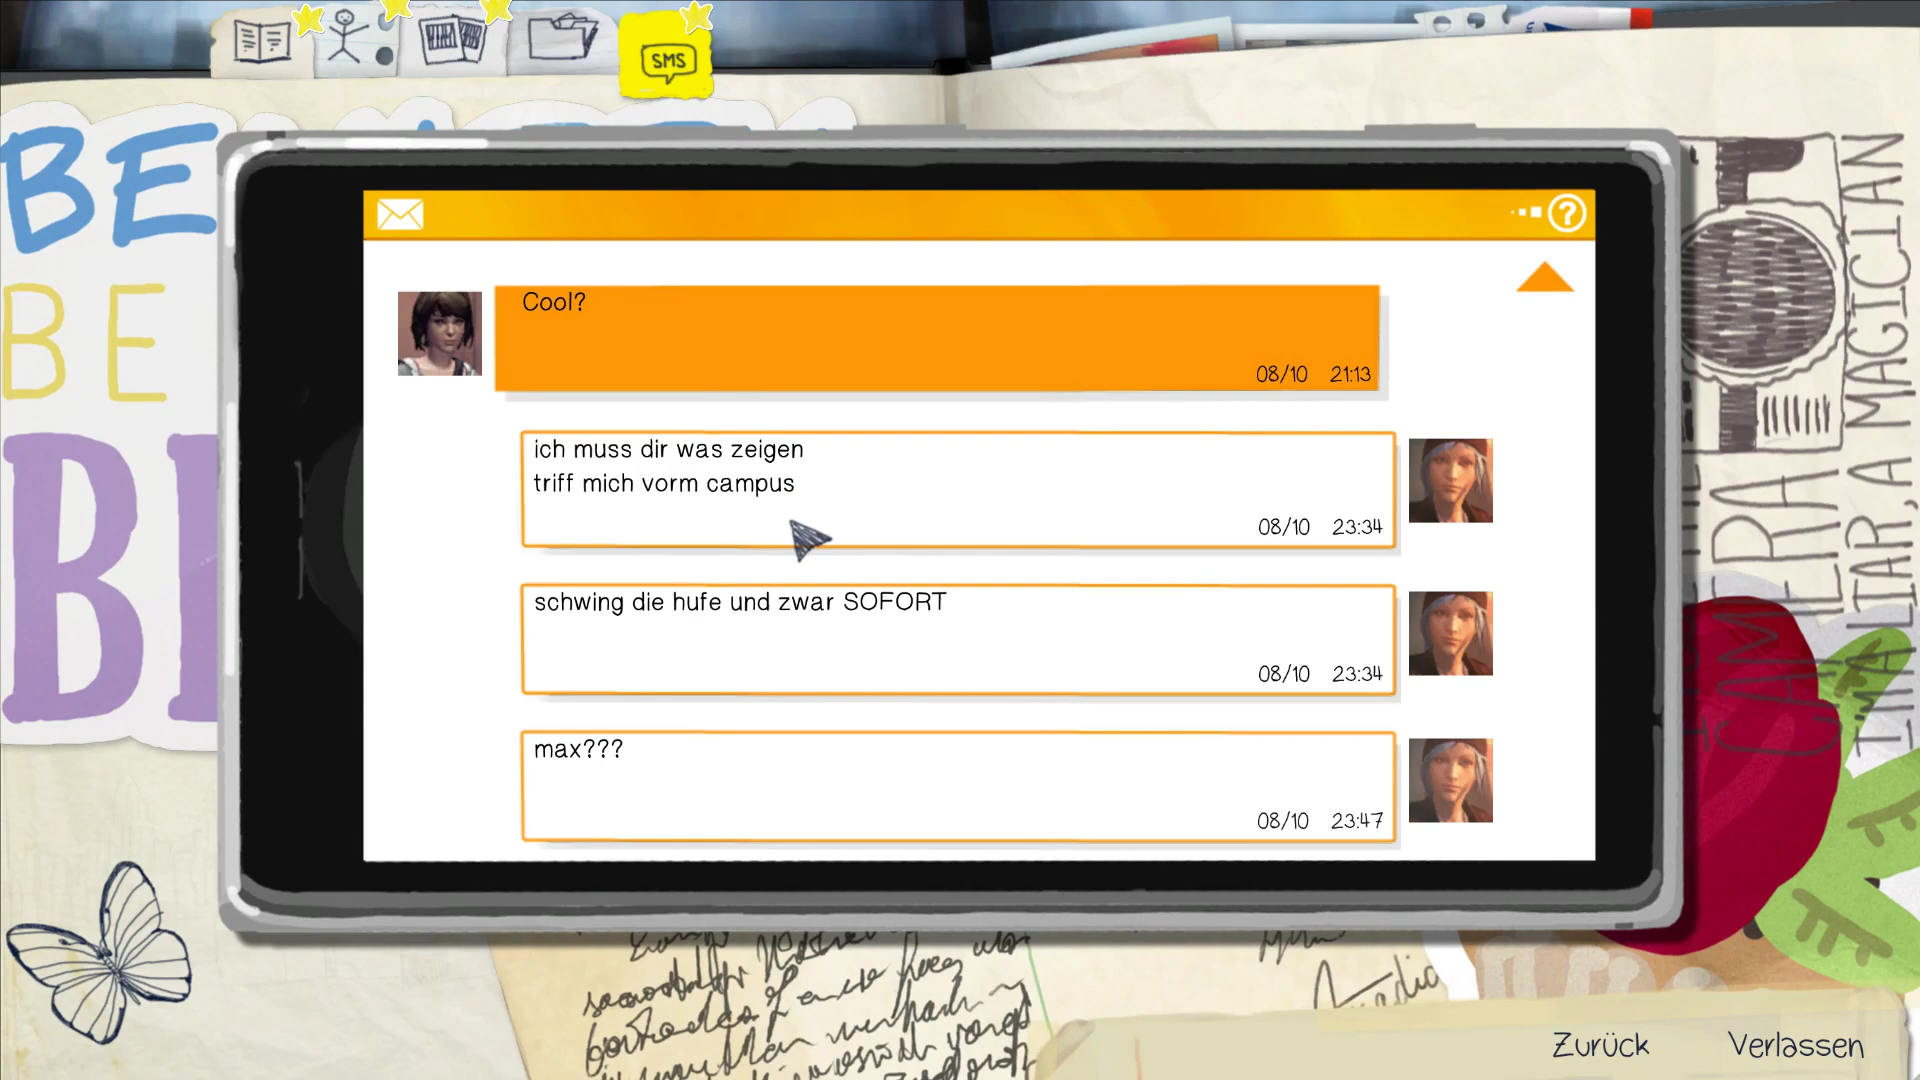 SMS
BE
BE
?
Cool?
08/10 21:13
ich muss dir was zeigen
triff mich vorm campus
08/10 23:34
schwing die hufe und zwar SOFORT
08/10 23:34
max???
08/10 23:47
CAMERA
LIAR, A MAGICIAN
Zurück Verlassen